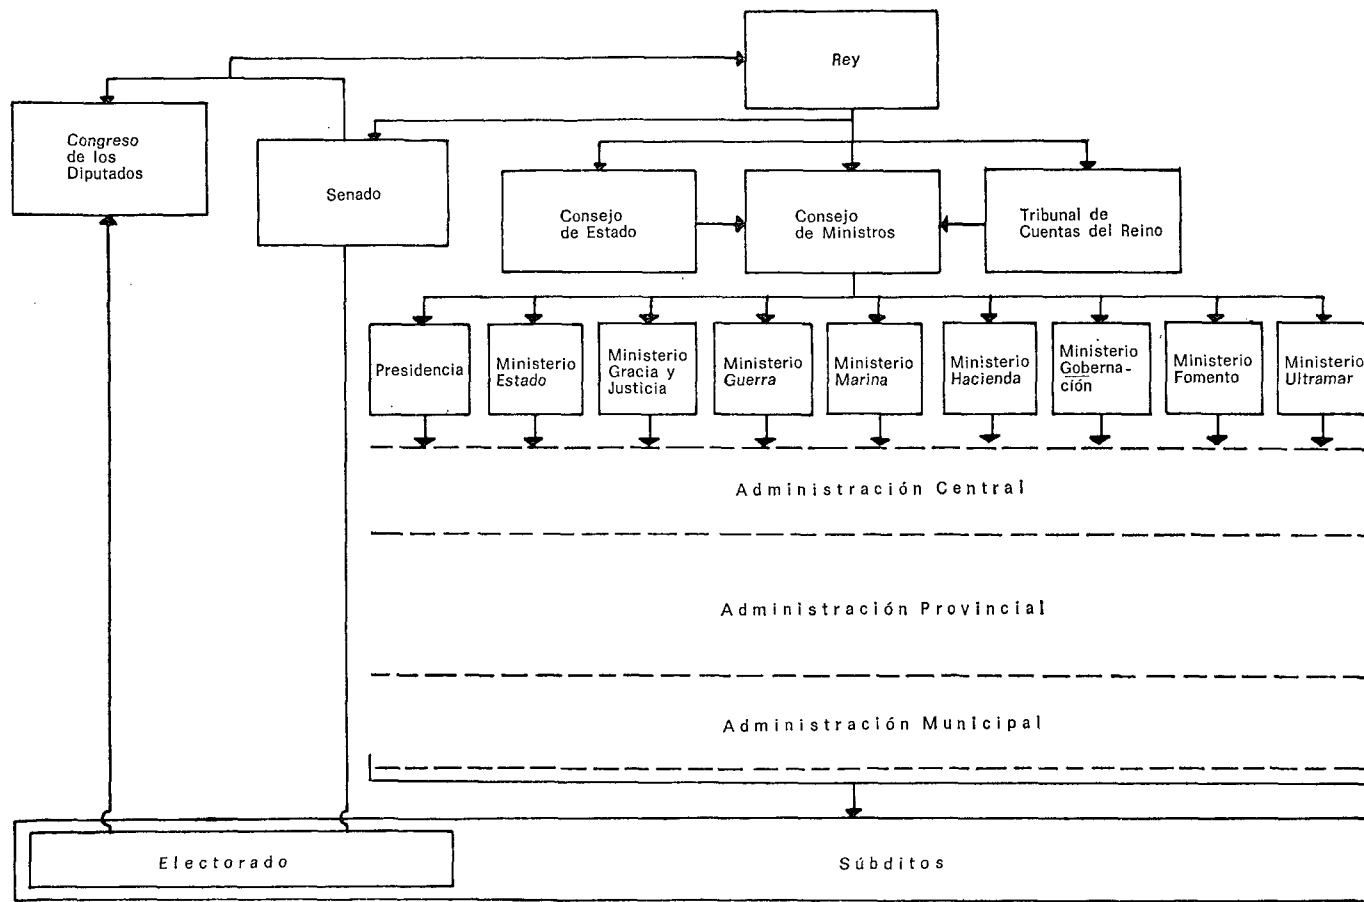 Rey
Congreso
de los
Diputados
Senado
Consejo
de Estado
Consejo
de Ministros
Tribunal de
Cuentas del Reino
Presidencia
Ministerio
Estado
Ministerio
Gracia y
Justicia
Ministerio
Guerra
Ministerio
Marina
Ministerio
Hacienda
Ministerio
Goberna-
ción
Ministerio
Fomento
Ministerio
Ultramar
Administración Central
Administración Provincial
Administración Municipal
Electorado
Súbditos